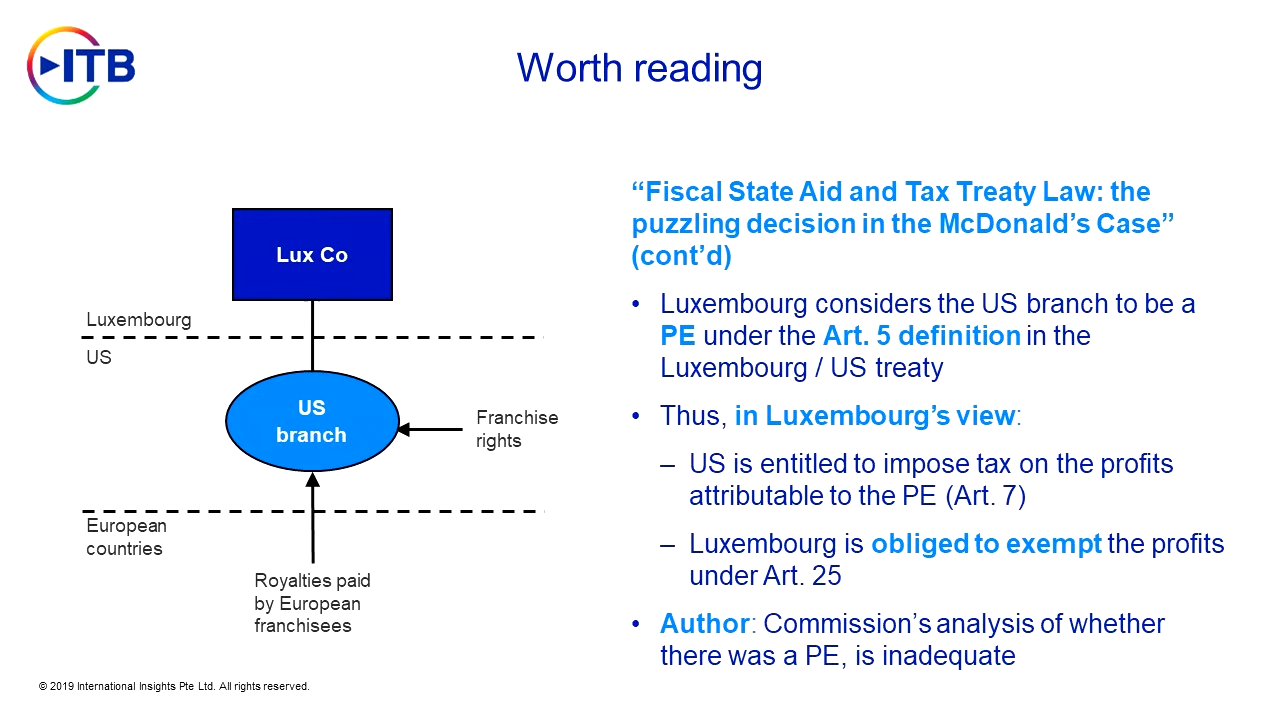 ITB
Worth reading
Lux Co
Luxembourg
US
US
branch
Franchise
rights
European
countries
Royalties paid
by European
franchisees
“Fiscal State Aid and Tax Treaty Law: the
puzzling decision in the McDonald’s Case”
(cont’d)
• Luxembourg considers the US branch to be a
PE under the Art. 5 definition in the
Luxembourg / US treaty
• Thus, in Luxembourg’s view:
– US is entitled to impose tax on the profits
attributable to the PE (Art. 7)
– Luxembourg is obliged to exempt the profits
under Art. 25
• Author: Commission’s analysis of whether
there was a PE, is inadequate
© 2019 International Insights Pte Ltd. All rights reserved.